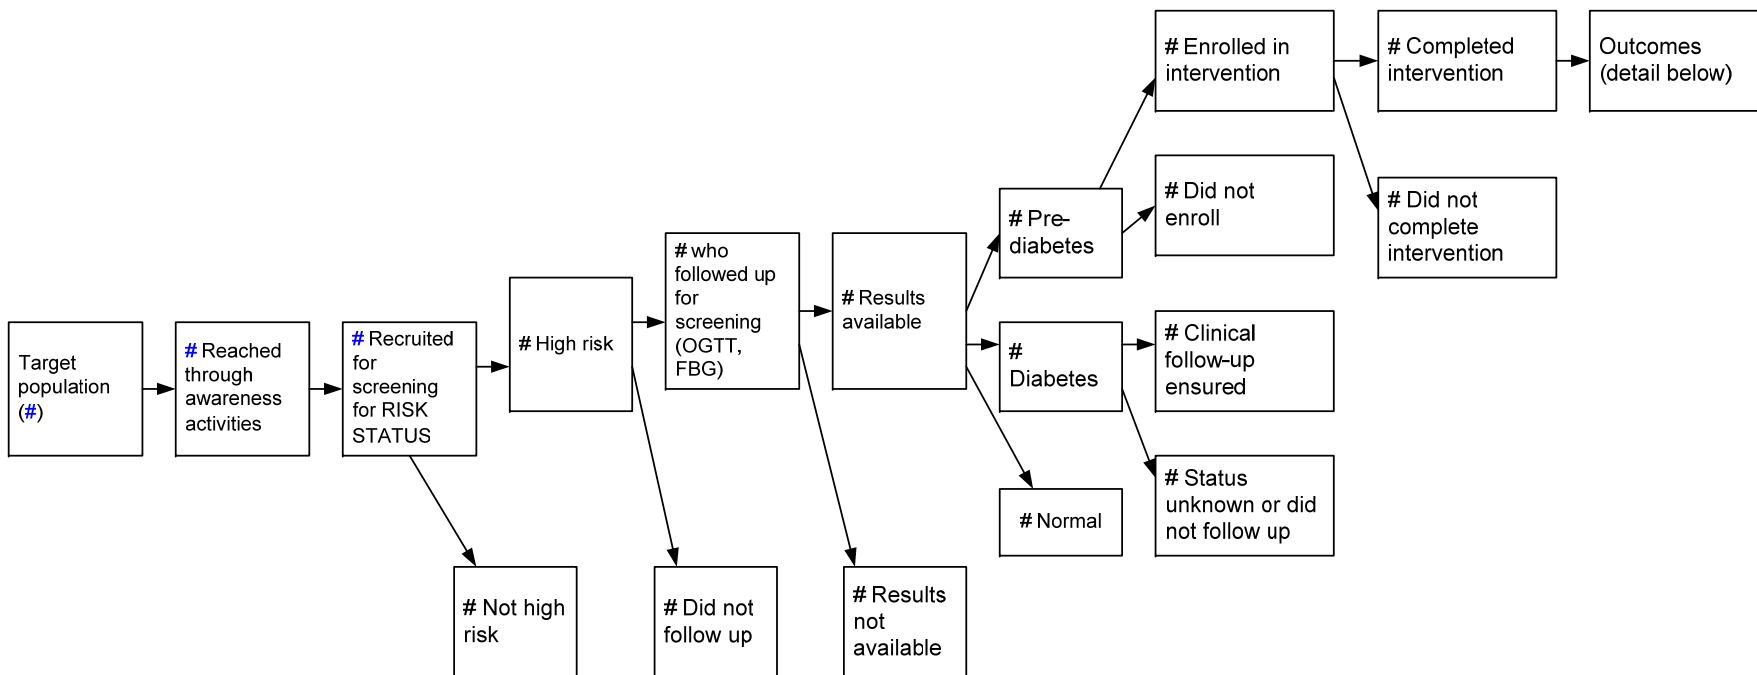 Target
population
(#)
# Reached
through
awareness
activities
# Recruited
for
screening
for RISK
STATUS
# High risk
# who
followed up
for
screening
(OGTT,
FBG)
# Results
available
# Pre-
diabetes
# Enrolled in
intervention
# Completed
intervention
Outcomes
(detail below)
# Did not
enroll
# Did not
complete
intervention
#
Diabetes
# Clinical
follow-up
ensured
# Status
unknown or did
not follow up
# Normal
# Not high
risk
# Did not
follow up
# Results
not
available